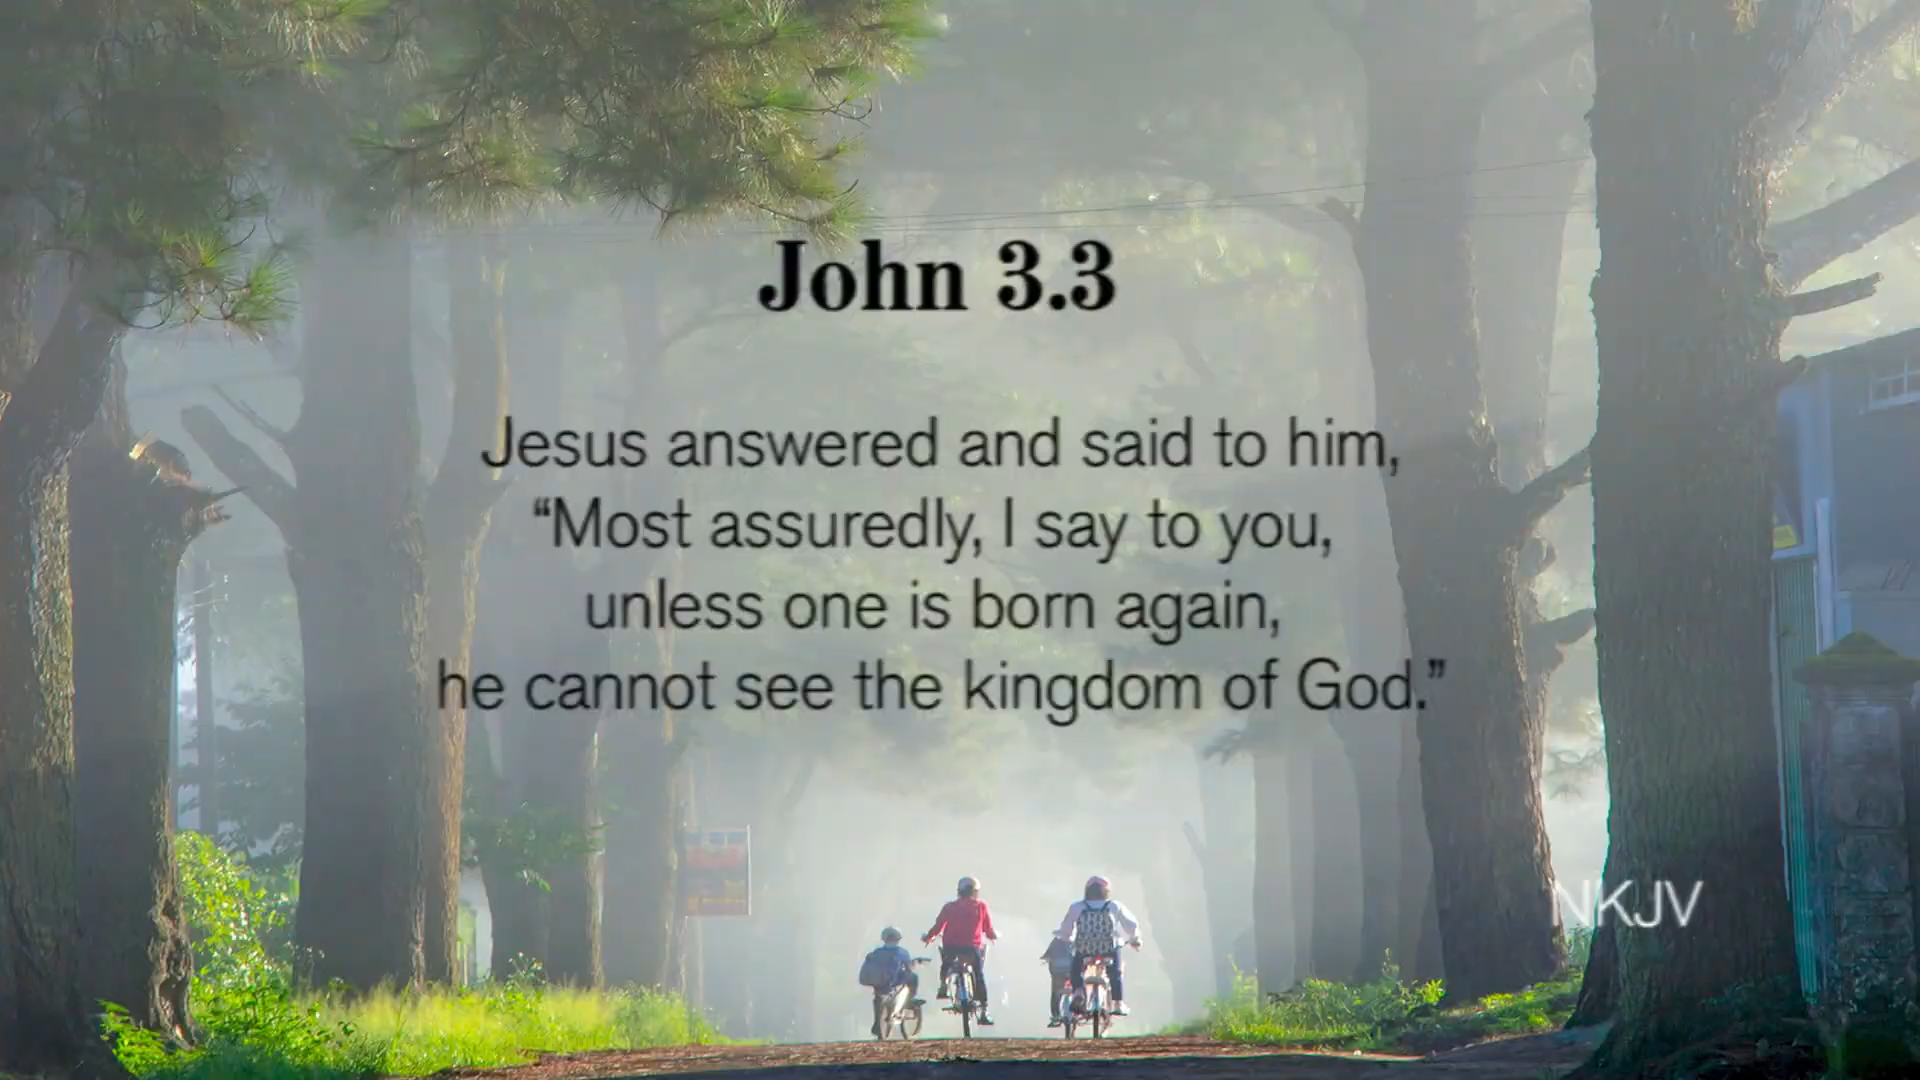 John 3.3
Jesus answered and said to him,
“Most assuredly, I say to you,
unless one is born again,
he cannot see the kingdom of God.”
NKJV